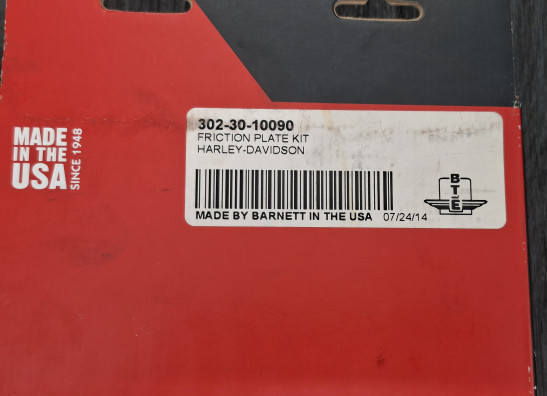 302-30-10090
FRICTION PLATE KIT
HARLEY-DAVIDSON
MADE BY BARNETT IN THE USA 07/24/14
BTE
MADE
IN THE
USA
SINCE 1948